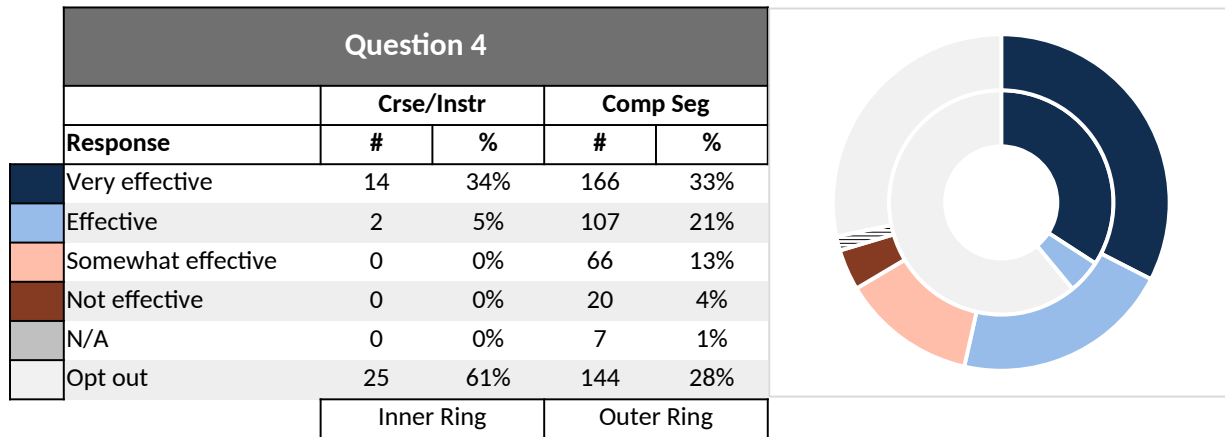 Question 4
Crse/Instr Comp Seg
Response # % # %
Very effective 14 34% 166 33%
Effective 2 5% 107 21%
Somewhat effective 0 0% 66 13%
Not effective 0 0% 20 4%
N/A 0 0% 7 1%
Opt out 25 61% 144 28%
Inner Ring Outer Ring